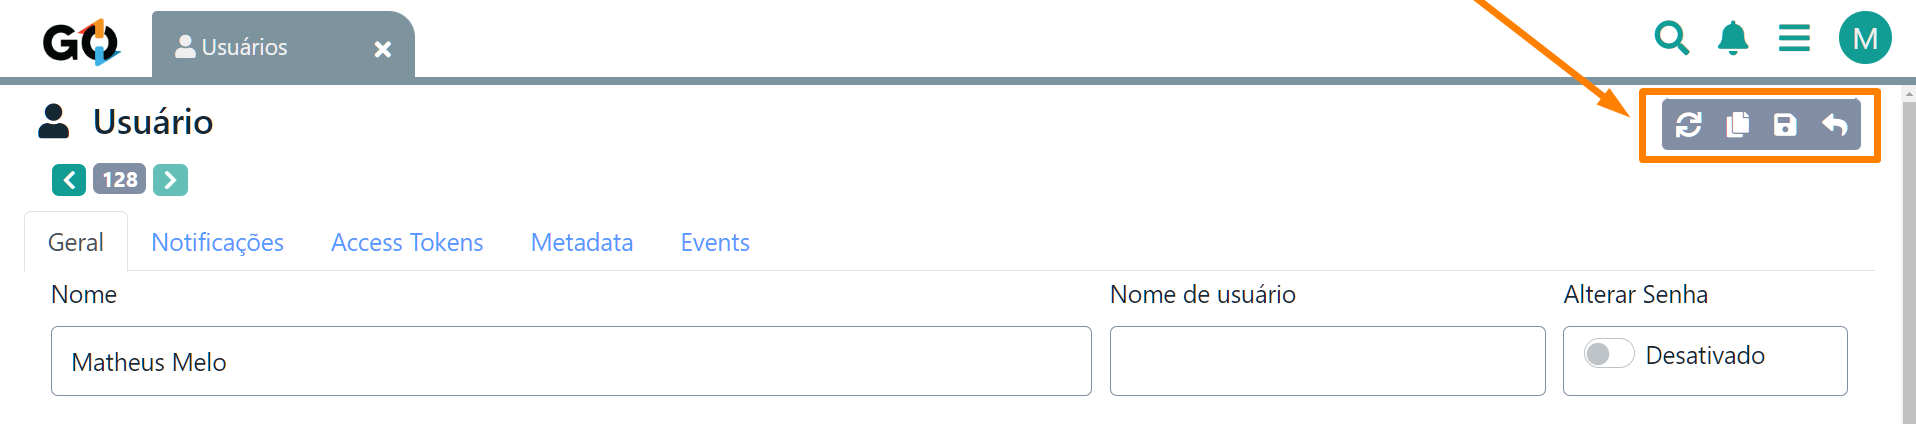 GO
Usuários
M
Usuário
128
Geral
Notificações
Access Tokens
Metadata
Events
Nome
Nome de usuário
Alterar Senha
Matheus Melo
Desativado